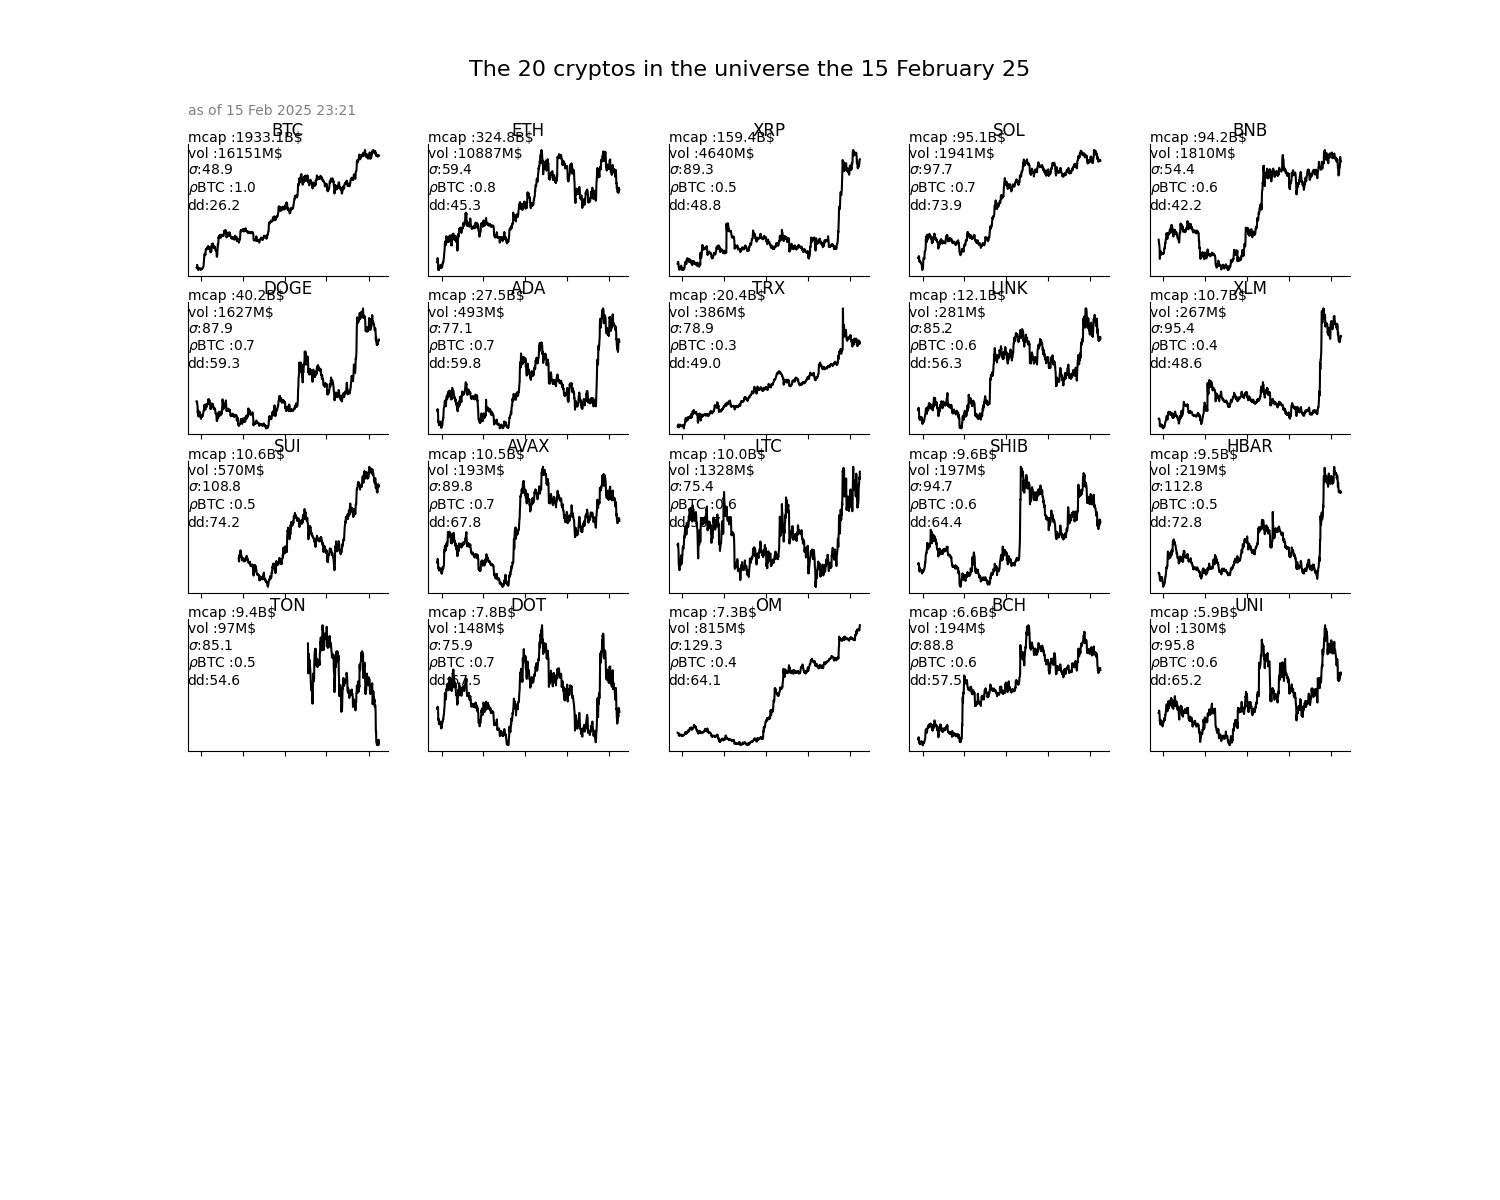 The 20 cryptos in the universe the 15 February 25
as of 15 Feb 2025 23:21
BTC
mcap :1933.1B$
vol :16151M$
σ:48.9
ρBTC :1.0
dd:26.2
ETH
mcap :324.8B$
vol :10887M$
σ:59.4
ρBTC :0.8
dd:45.3
XRP
mcap :159.4B$
vol :4640M$
σ:89.3
ρBTC :0.5
dd:48.8
SOL
mcap :95.1B$
vol :1941M$
σ:97.7
ρBTC :0.7
dd:73.9
BNB
mcap :94.2B$
vol :1810M$
σ:54.4
ρBTC :0.6
dd:42.2
DOGE
mcap :40.2B$
vol :1627M$
σ:87.9
ρBTC :0.7
dd:59.3
ADA
mcap :27.5B$
vol :493M$
σ:77.1
ρBTC :0.7
dd:59.8
TRX
mcap :20.4B$
vol :386M$
σ:78.9
ρBTC :0.3
dd:49.0
LINK
mcap :12.1B$
vol :281M$
σ:85.2
ρBTC :0.6
dd:56.3
XLM
mcap :10.7B$
vol :267M$
σ:95.4
ρBTC :0.4
dd:48.6
SUI
mcap :10.6B$
vol :570M$
σ:108.8
ρBTC :0.5
dd:74.2
AVAX
mcap :10.5B$
vol :193M$
σ:89.8
ρBTC :0.7
dd:67.8
LTC
mcap :10.0B$
vol :1328M$
σ:75.4
ρBTC :0.6
SHIB
mcap :9.6B$
vol :197M$
σ:94.7
ρBTC :0.6
dd:64.4
HBAR
mcap :9.5B$
vol :219M$
σ:112.8
ρBTC :0.5
dd:72.8
TON
mcap :9.4B$
vol :97M$
σ:85.1
ρBTC :0.5
dd:54.6
DOT
mcap :7.8B$
vol :148M$
σ:75.9
ρBTC :0.7
dd:67.5
OM
mcap :7.3B$
vol :815M$
σ:129.3
ρBTC :0.4
dd:64.1
BCH
mcap :6.6B$
vol :194M$
σ:88.8
ρBTC :0.6
dd:57.5
UNI
mcap :5.9B$
vol :130M$
σ:95.8
ρBTC :0.6
dd:65.2